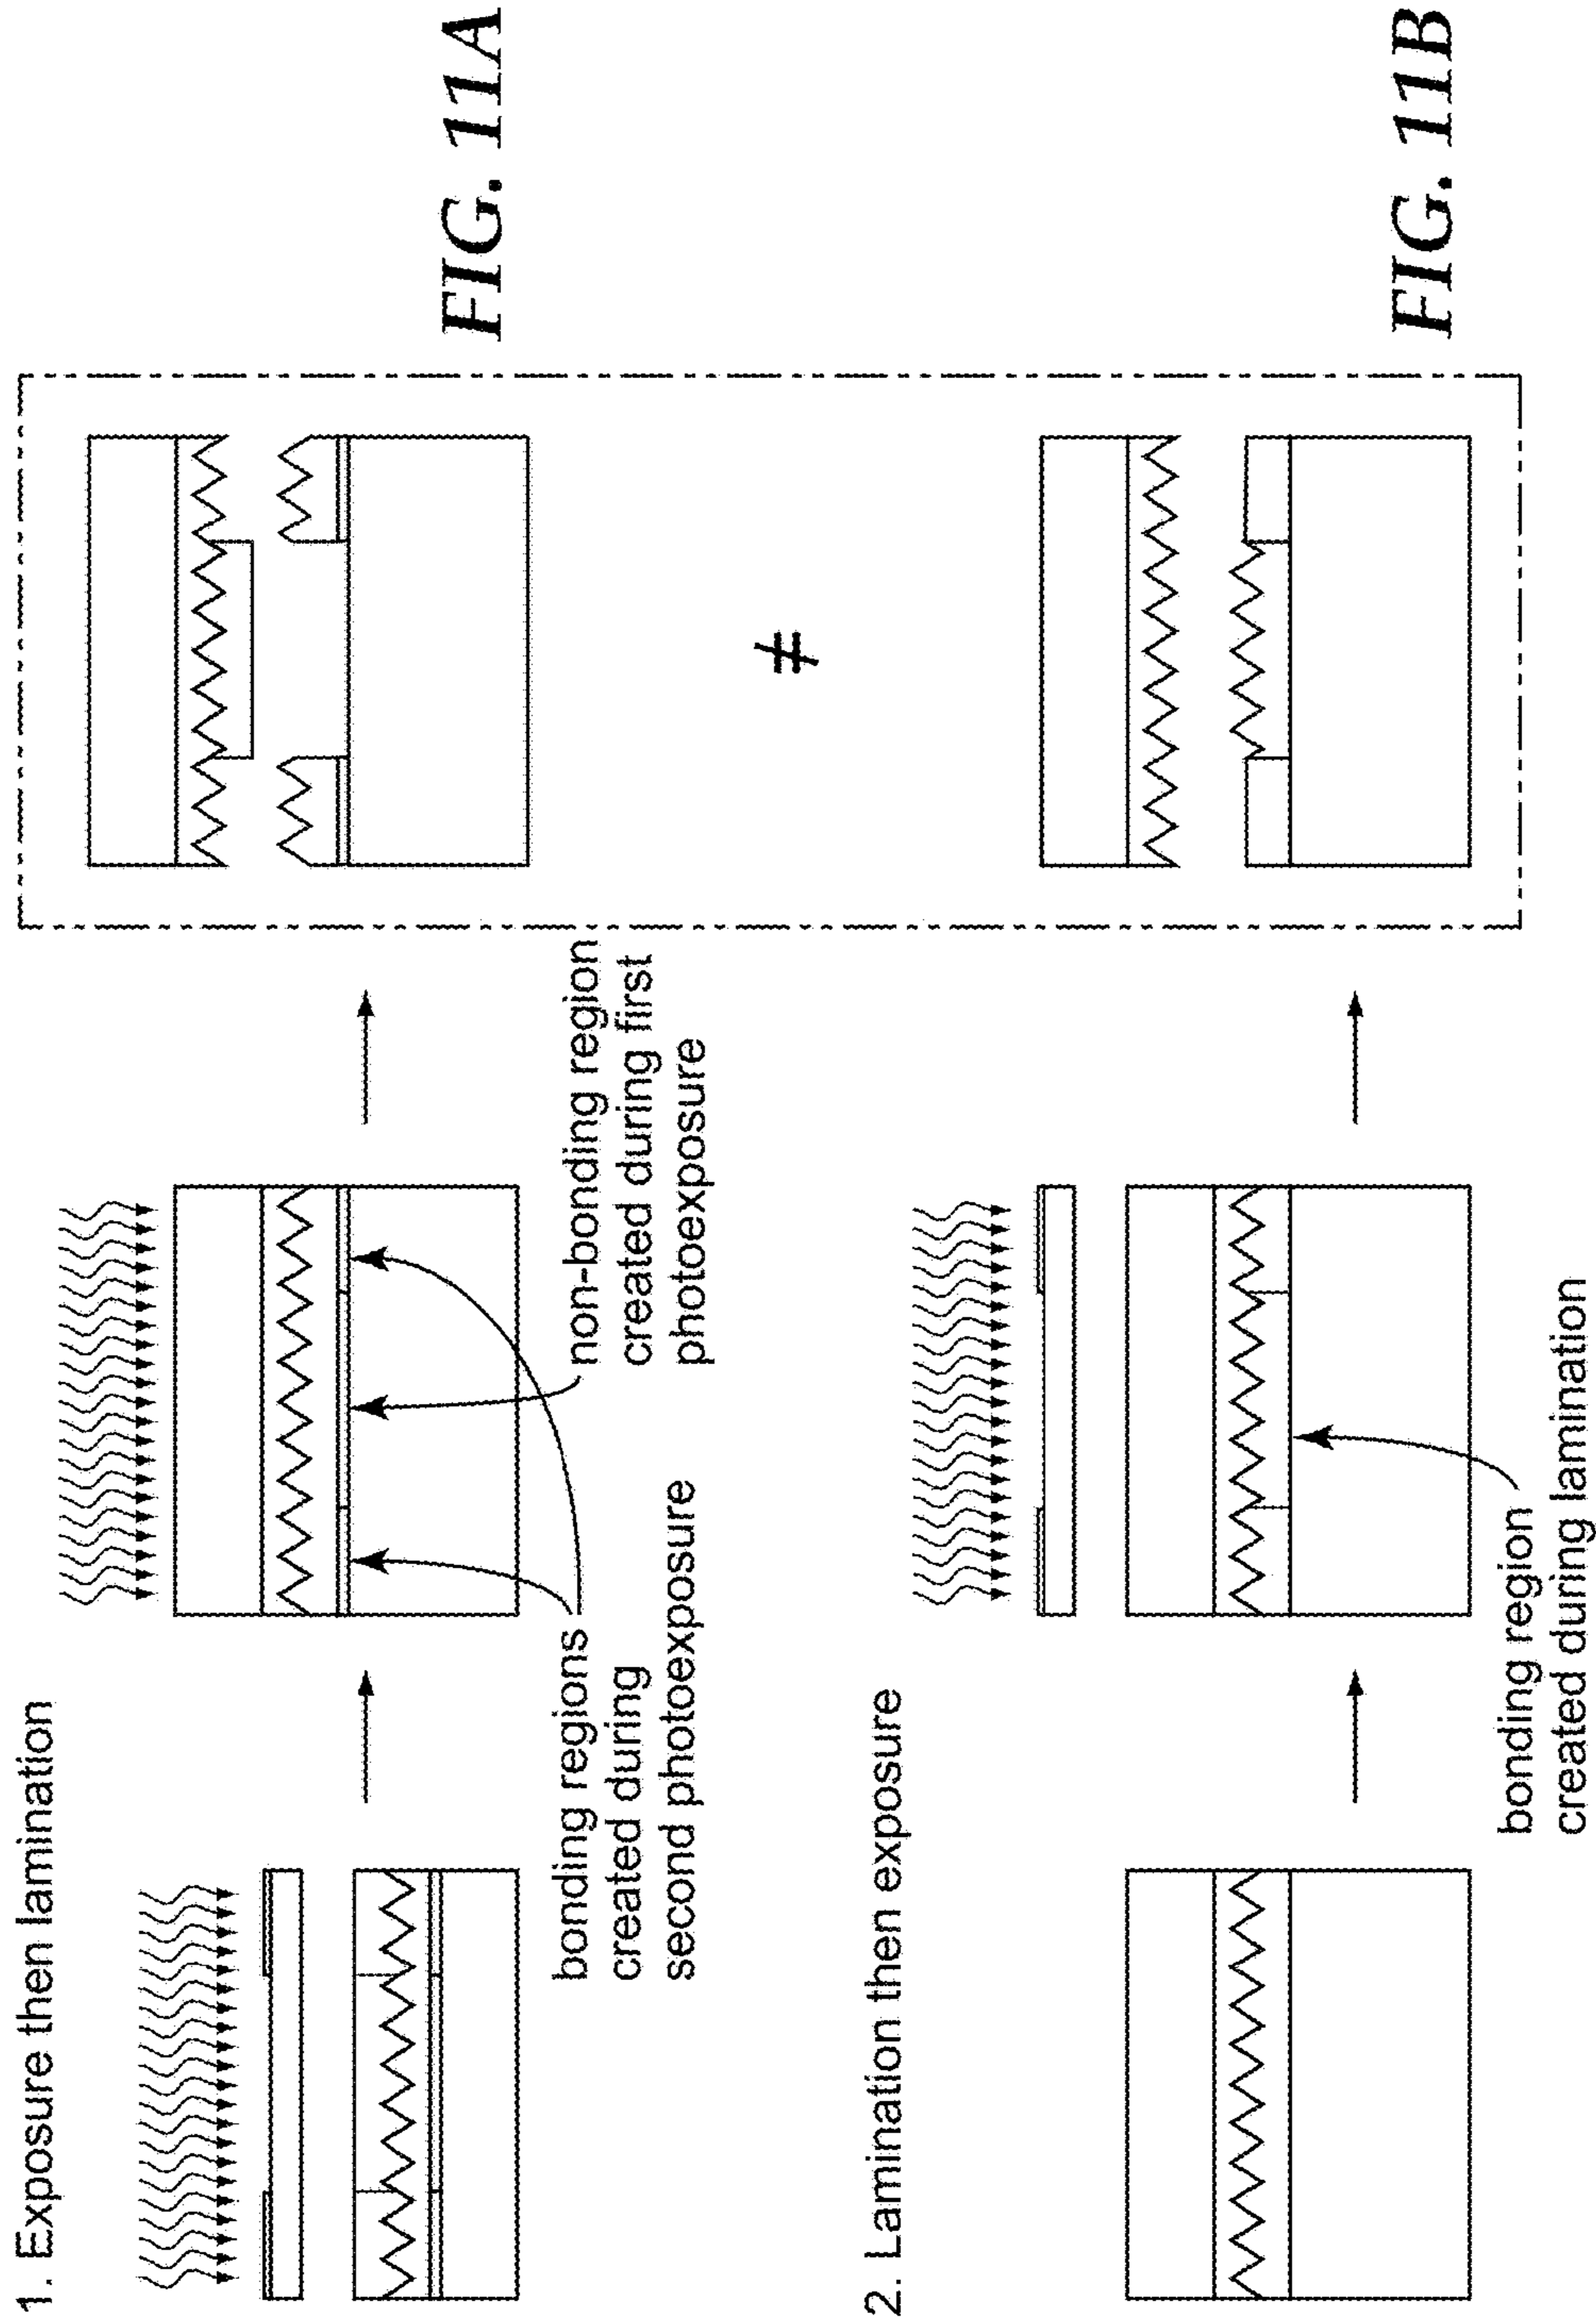 1. Exposure then lamination
bonding regions
created during
second photoexposure
non-bonding region
created during first
photoexposure
FIG. 11A
≠
2. Lamination then exposure
bonding region
created during lamination
FIG. 11B